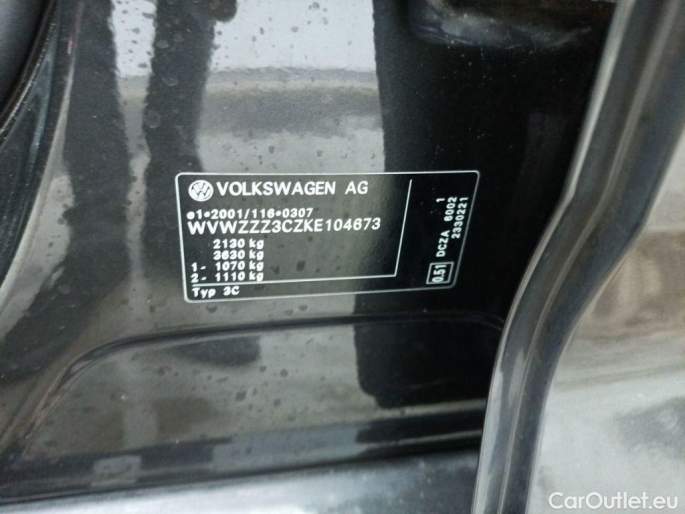 VOLKSWAGEN AG
e1*2001/116*0307
WVWZZZ3CZKE104673
2130 kg
3630 kg
1 - 1070 kg
2 - 1110 kg
Typ 3C
0.51
DCZA 6002 1
2330221
CarOutlet.eu